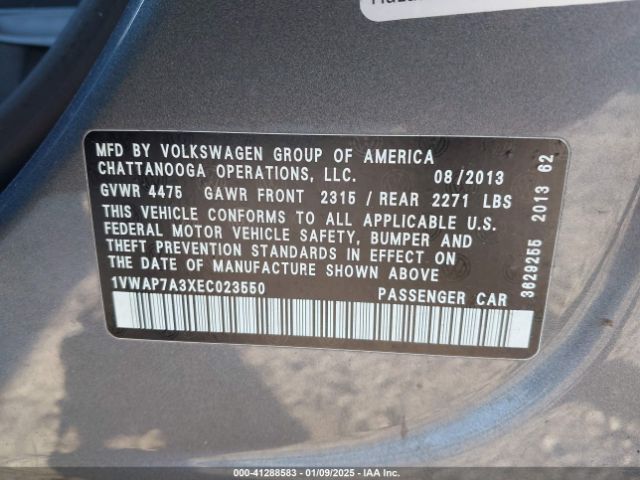 MFD BY VOLKSWAGEN GROUP OF AMERICA
CHATTANOOGA OPERATIONS, LLC. 08/2013
GVWR 4475 GAWR FRONT 2315 / REAR 2271 LBS
THIS VEHICLE CONFORMS TO ALL APPLICABLE U.S.
FEDERAL MOTOR VEHICLE SAFETY, BUMPER AND
THEFT PREVENTION STANDARDS IN EFFECT ON
THE DATE OF MANUFACTURE SHOWN ABOVE
1VWAP7A3XEC023550 PASSENGER CAR
3629255 2013 62
000-41288583 - 01/09/2025 - IAA Inc.